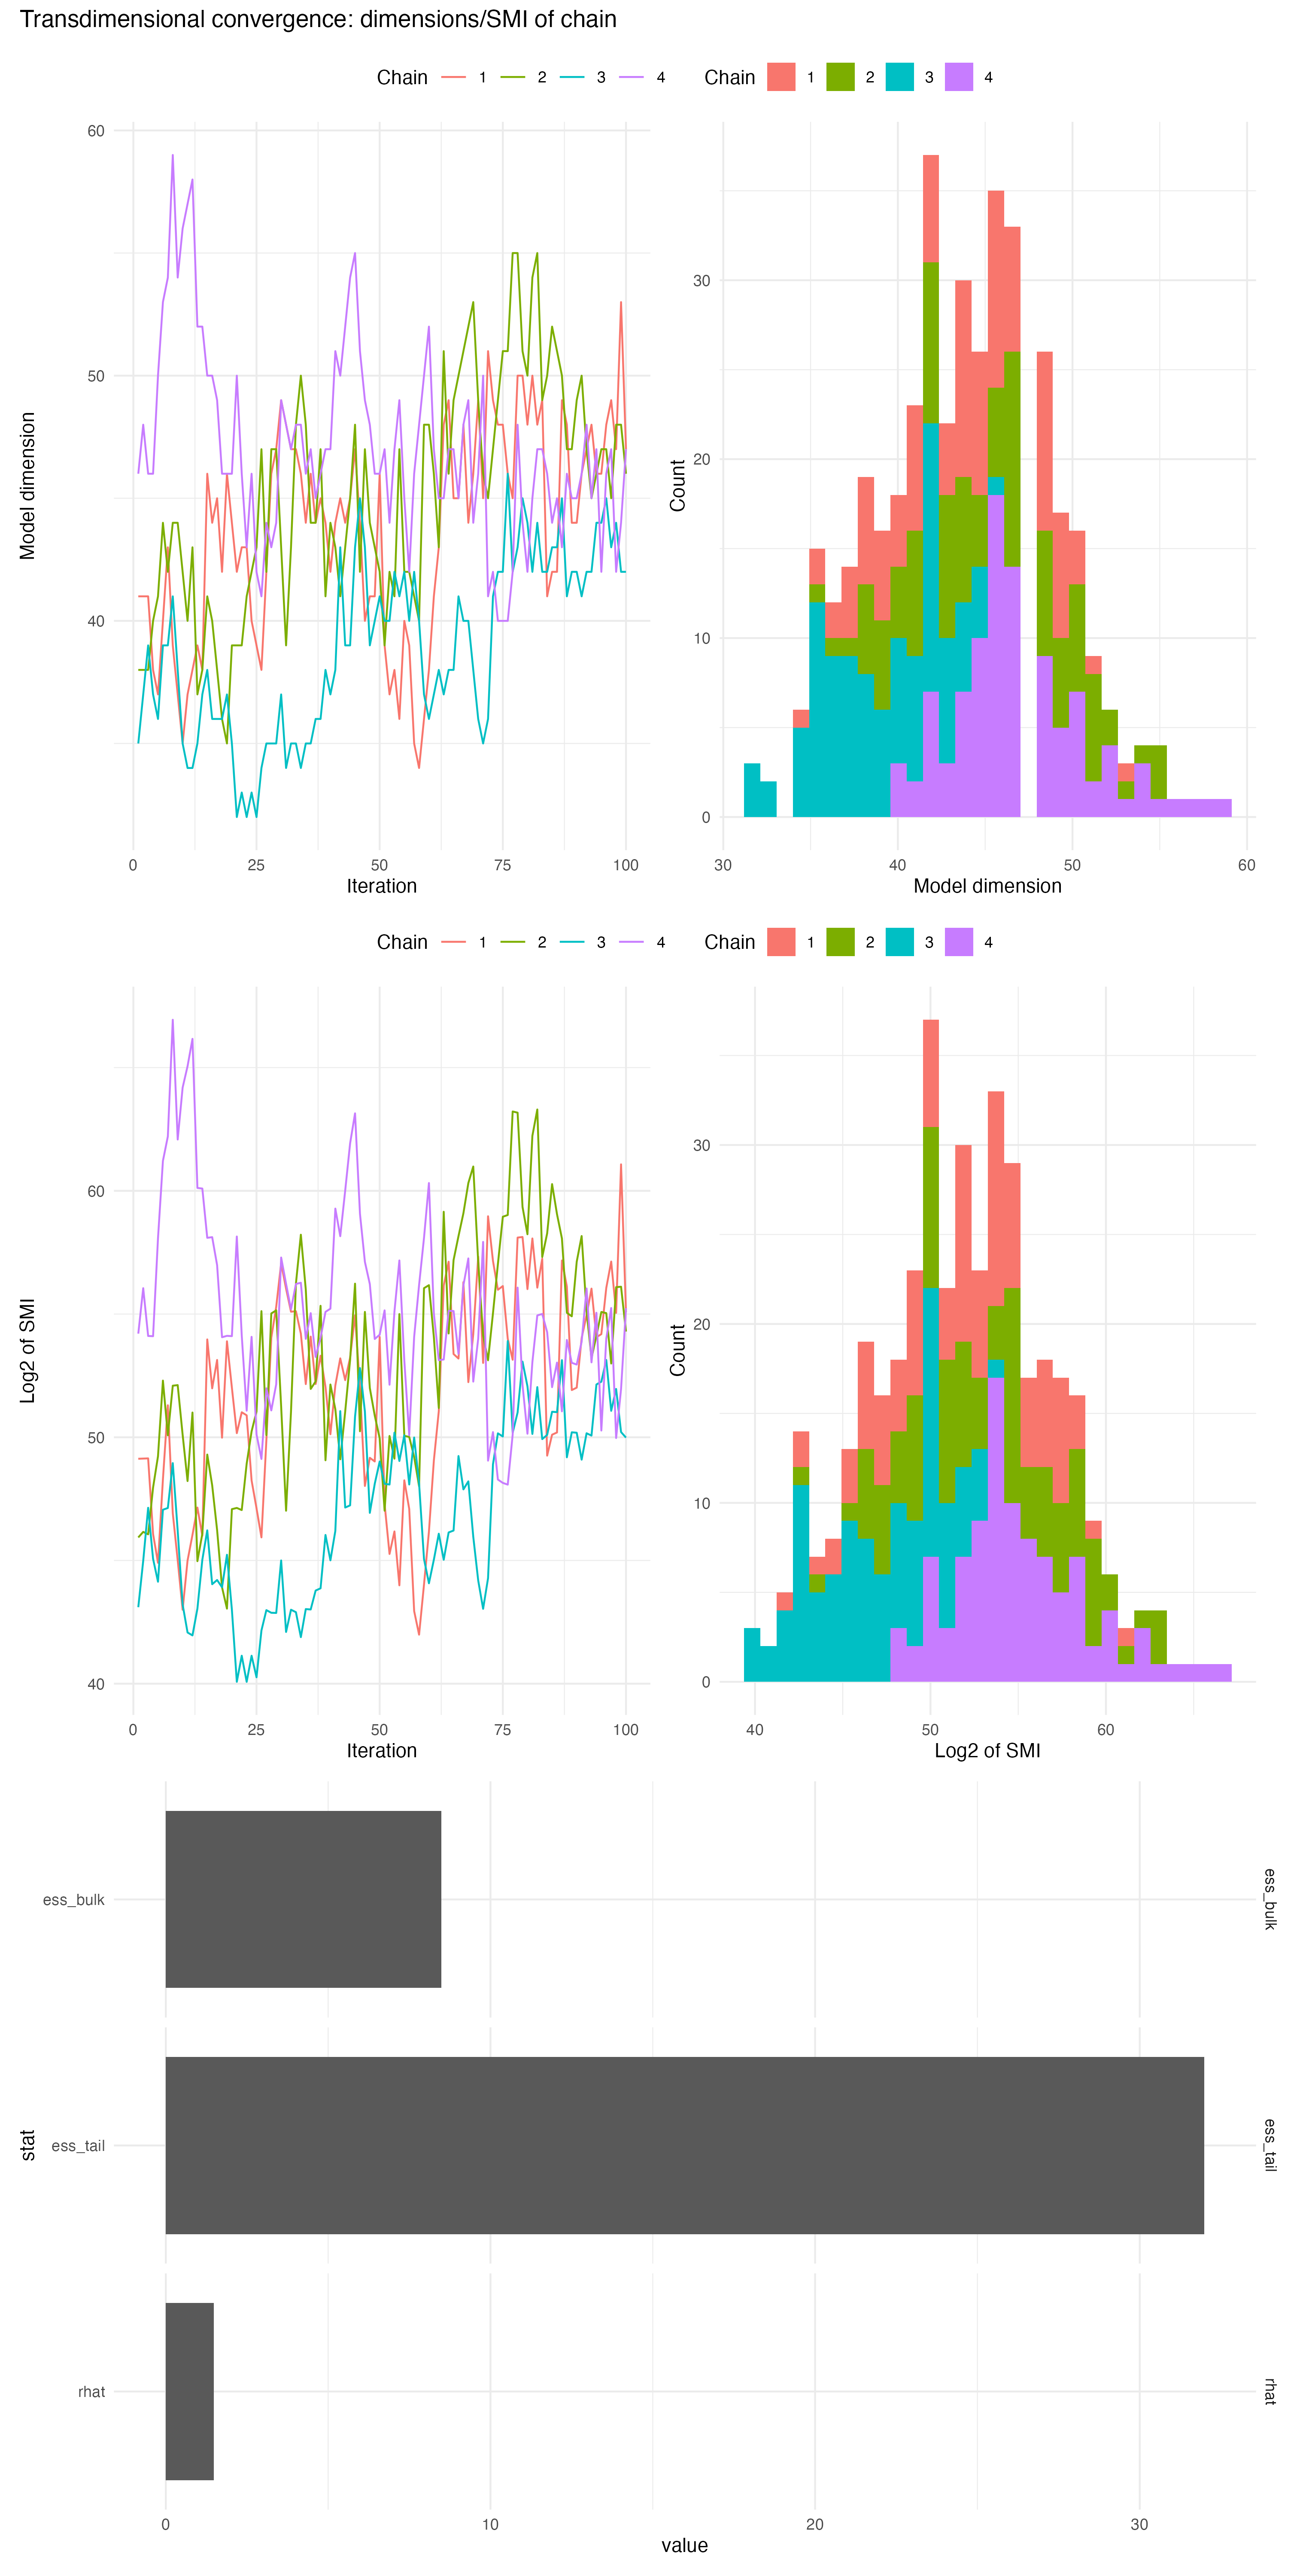 Transdimensional convergence: dimensions/SMI of chain
Chain 1 2 3 4 Chain 1 2 3 4
60
50
40
Model dimension
0 25 50 75 100
Iteration
30
20
10
0
Count
30 40 50 60
Model dimension
Chain 1 2 3 4 Chain 1 2 3 4
60
50
40
Log2 of SMI
0 25 50 75 100
Iteration
30
20
10
0
Count
40 50 60
Log2 of SMI
ess_bulk
ess_bulk
stat
ess_tail
ess_tail
rhat
rhat
0 10 20 30
value